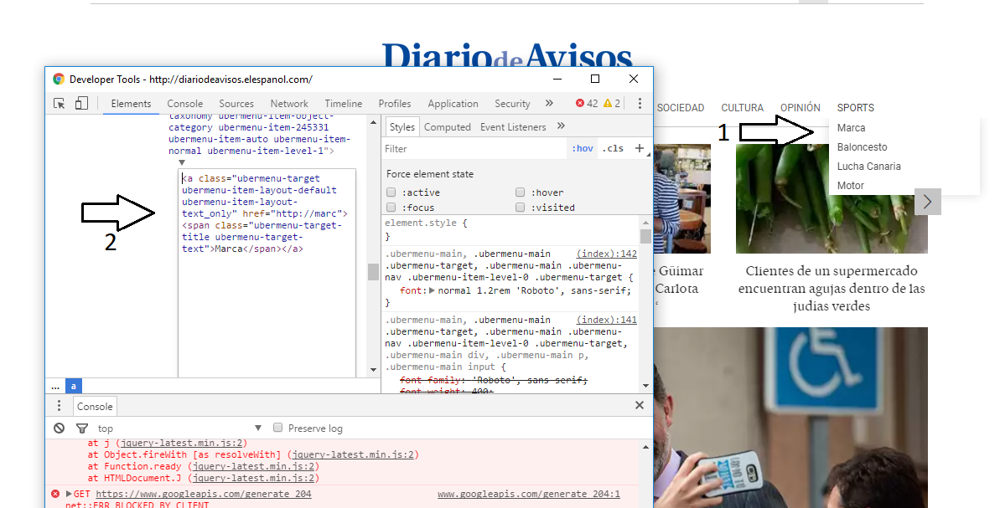 Diario de Avisos
Developer Tools - http://diariodeavisos.elespanol.com/
Elements Console Sources Network Timeline Profiles Application Security » 42 2
taxonomy ubermenu-item-object-
category ubermenu-item-245331
ubermenu-item-auto ubermenu-item-
normal ubermenu-item-level-1">
▼
<a class="ubermenu-target
ubermenu-item-layout-default
ubermenu-item-layout-
text_only" href="http://marc">
<span class="ubermenu-target-
title ubermenu-target-
text">Marca</span></a>
2
... a
Styles Computed Event Listeners »
Filter :hov .cls +
Force element state
:active :hover
:focus :visited
element.style {
}
.ubermenu-main, .ubermenu-main (index):142
.ubermenu-target, .ubermenu-main .ubermenu-
nav .ubermenu-item-level-0 .ubermenu-target {
font:▶normal 1.2rem 'Roboto', sans-serif;
}
.ubermenu-main, .ubermenu-main (index):141
.ubermenu-target, .ubermenu-main .ubermenu-
nav .ubermenu-item-level-0 .ubermenu-target,
.ubermenu-main div, .ubermenu-main p,
.ubermenu-main input {
font-family: 'Roboto', sans-serif;
font-weight: 400;
Console
top ▼ Preserve log
at j (jquery-latest.min.js:2)
at Object.fireWith [as resolveWith] (jquery-latest.min.js:2)
at Function.ready (jquery-latest.min.js:2)
at HTMLDocument.J (jquery-latest.min.js:2)
▶GET https://www.googleapis.com/generate_204 www.googleapis.com/generate_204:1
net::ERR_BLOCKED_BY_CLIENT
SOCIEDAD CULTURA OPINIÓN SPORTS
1
Marca
Baloncesto
Lucha Canaria
Motor
Güímar
Carlota
Clientes de un supermercado
encuentran agujas dentro de las
judías verdes